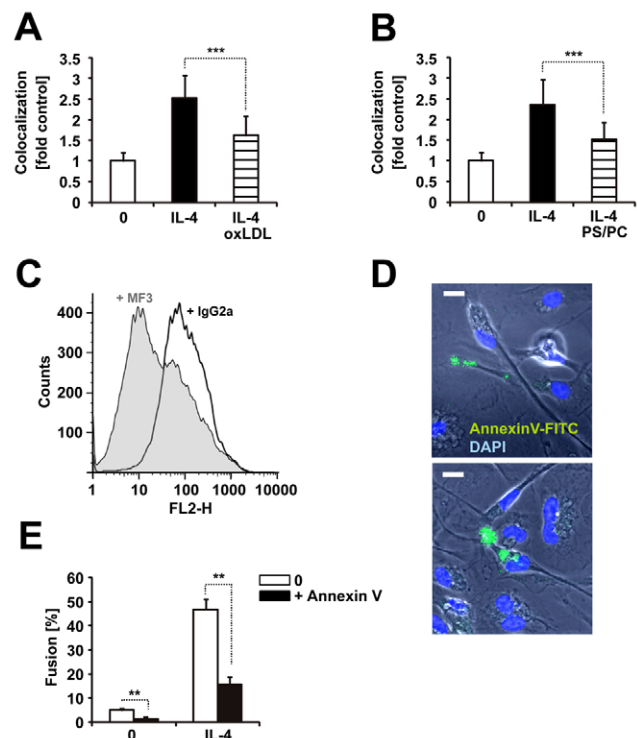 A
Colocalization
[fold control]
3.5
3
2.5
2
1.5
1
0.5
0
***
0
IL-4
IL-4
oxLDL
B
Colocalization
[fold control]
3.5
3
2.5
2
1.5
1
0.5
0
***
0
IL-4
IL-4
PS/PC
C
+ MF3
+ IgG2a
Counts
400
300
200
100
1
10
100
1000
10000
FL2-H
D
AnnexinV-FITC
DAPI
E
Fusion [%]
60
50
40
30
20
10
0
**
**
0
+ Annexin V
0
IL-4